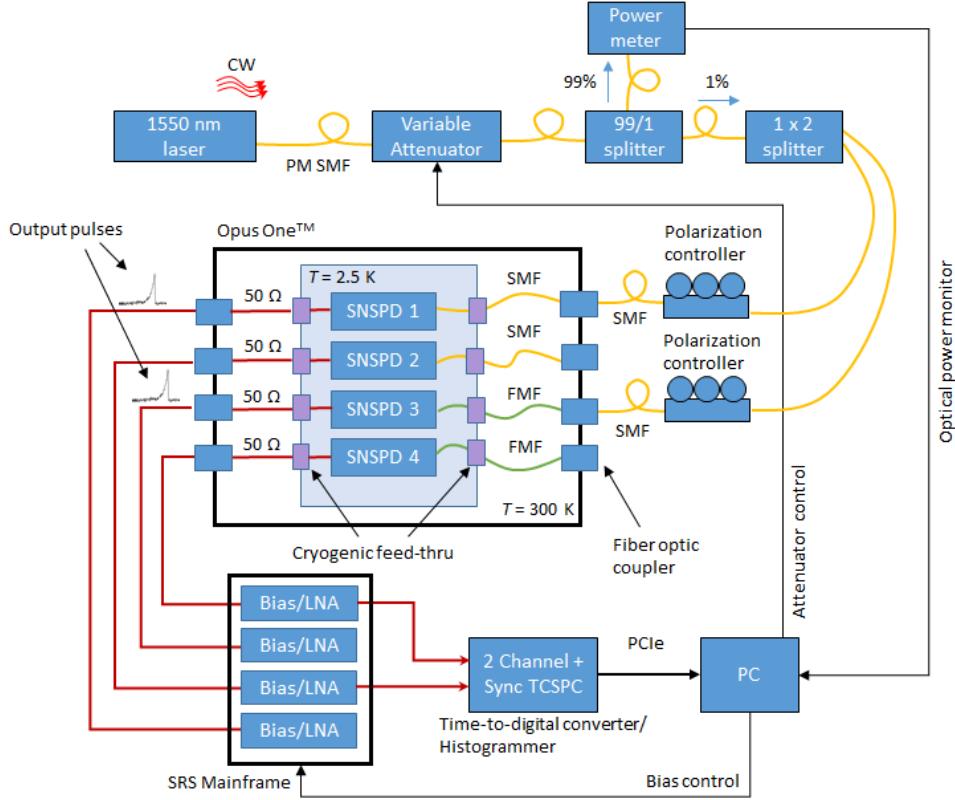 Power
meter
CW
99%
1%
1550 nm
laser
PM SMF
Variable
Attenuator
99/1
splitter
1 x 2
splitter
Output pulses
Opus One™
T = 2.5 K
Polarization
controller
50 Ω
SNSPD 1
SMF
SMF
50 Ω
SNSPD 2
SMF
Polarization
controller
50 Ω
SNSPD 3
FMF
SMF
50 Ω
SNSPD 4
FMF
T = 300 K
Cryogenic feed-thru
Fiber optic
coupler
Optical power monitor
Attenuator control
Bias/LNA
Bias/LNA
Bias/LNA
Bias/LNA
2 Channel +
Sync TCSPC
PCIe
PC
Time-to-digital converter/
Histogrammer
SRS Mainframe
Bias control